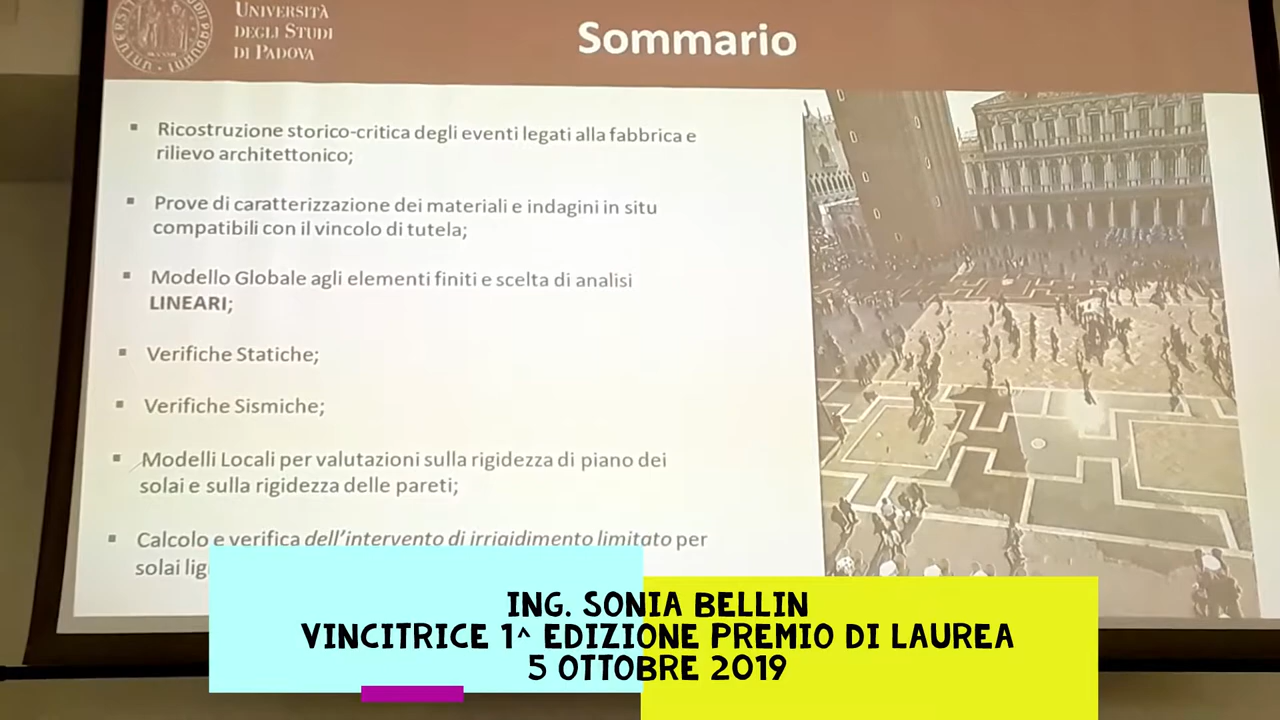 UNIVERSITÀ
DEGLI STUDI
DI PADOVA
Sommario
Ricostruzione storico-critica degli eventi legati alla fabbrica e
rilievo architettonico;
Prove di caratterizzazione dei materiali e indagini in situ
compatibili con il vincolo di tutela;
Modello Globale agli elementi finiti e scelta di analisi
LINEARI;
Verifiche Statiche;
Verifiche Sismiche;
Modelli Locali per valutazioni sulla rigidezza di piano dei
solai e sulla rigidezza delle pareti;
Calcolo e verifica dell'intervento di irrigidimento limitato per
solai
ING. SONIA BELLIN
VINCITRICE 1^ EDIZIONE PREMIO DI LAUREA
5 OTTOBRE 2019